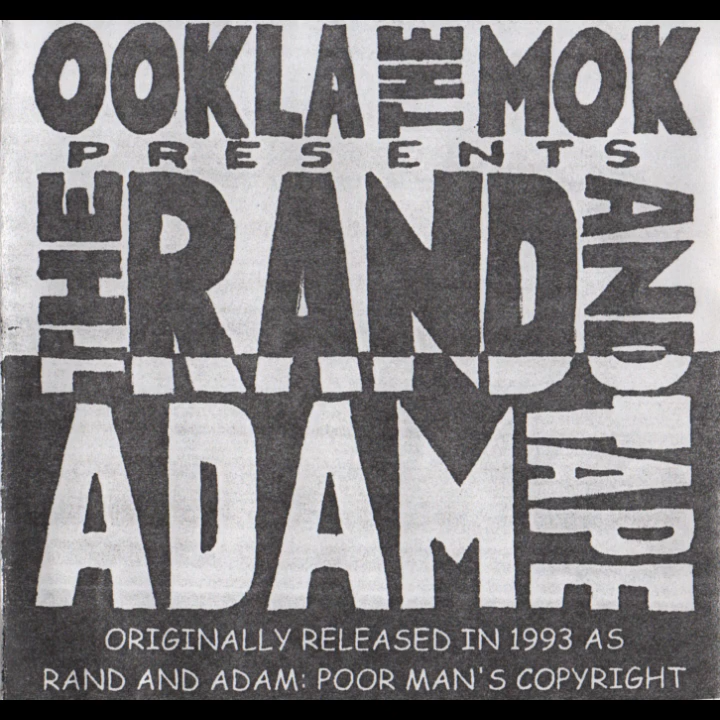 OOKLA THE MOK
PRESENTS
THE RAND AND
ADAM TAPE
ORIGINALLY RELEASED IN 1993 AS
RAND AND ADAM: POOR MAN'S COPYRIGHT